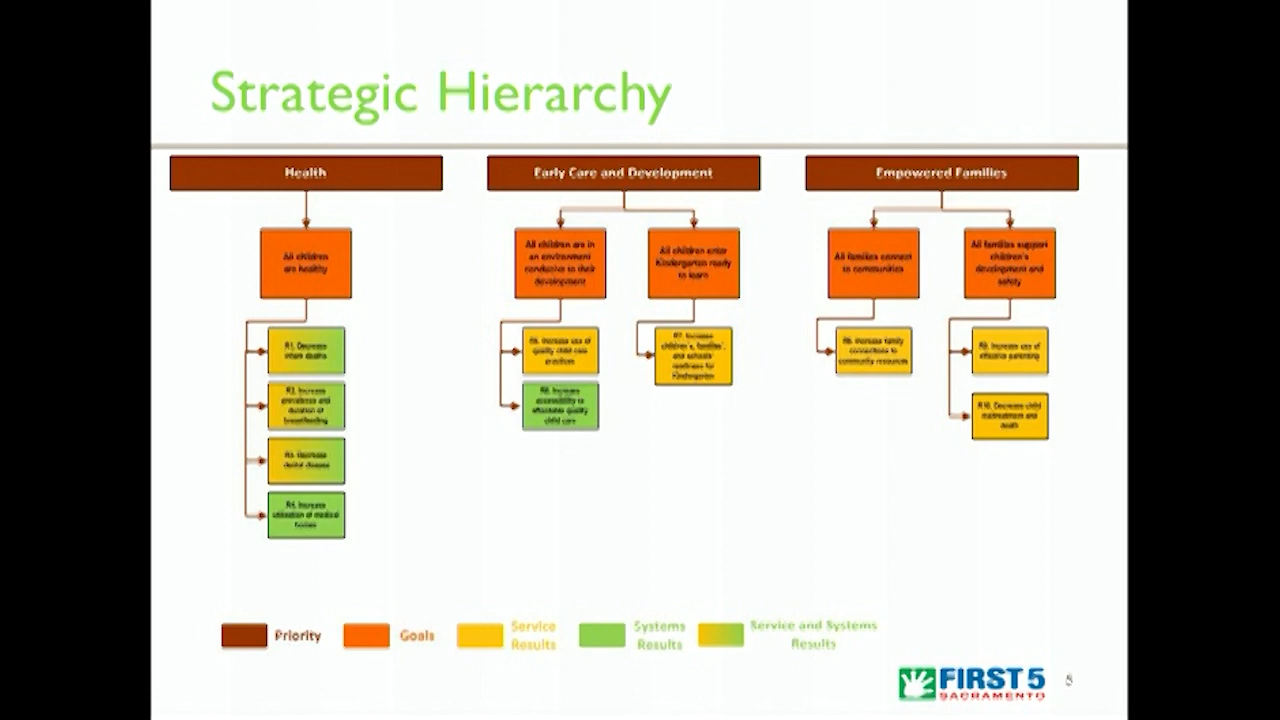 Strategic Hierarchy
Health
Early Care and Development
Empowered Families
All children
are healthy
All children are in
an environment
conducive to their
development
All children enter
Kindergarten ready
to learn
All families connect
to communities
All families support
children's
development and
safety
R1. Decrease
infant deaths
R2. Increase
prevalence and
duration of
breastfeeding
Decrease
dental disease
R4. Increase
utilization of medical
homes
Increase use of
quality child care
practices
Increase
accessibility to
affordable quality
child care
R7. Increase
children's, families',
and schools'
readiness for
Kindergarten
Increase family
connections to
community resources
Increase use of
effective parenting
R10. Decrease child
maltreatment and
Priority
Goals
Service
Results
Systems
Results
Service and Systems
Results
FIRST 5
SACRAMENTO